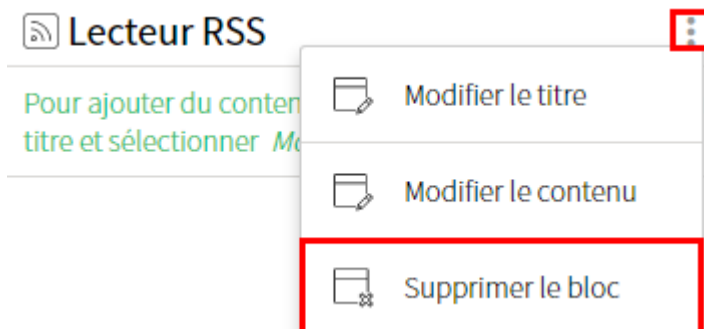 Lecteur RSS
Pour ajouter du conten
titre et sélectionner
Modifier le titre
Modifier le contenu
Supprimer le bloc